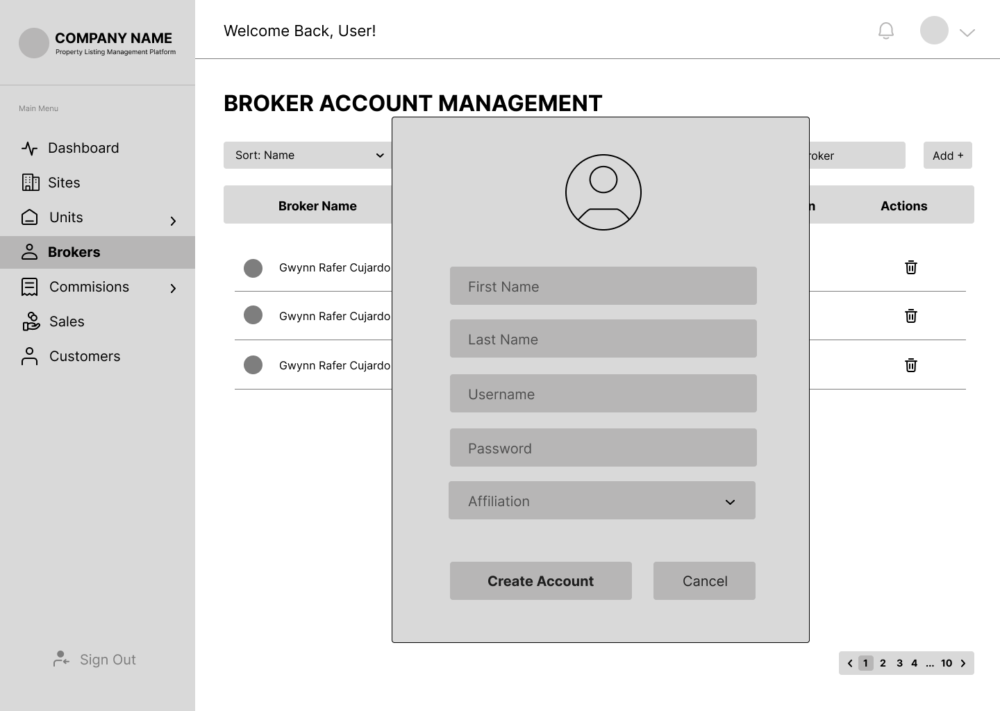 COMPANY NAME
Property Listing Management Platform
Main Menu
Dashboard
Sites
Units
Brokers
Commisions
Sales
Customers
Sign Out
Welcome Back, User!
BROKER ACCOUNT MANAGEMENT
Sort: Name
Add +
Broker Name
Actions
Gwynn Rafer Cujardo
Gwynn Rafer Cujardo
Gwynn Rafer Cujardo
First Name
Last Name
Username
Password
Affiliation
Create Account
Cancel
1 2 3 4 ... 10